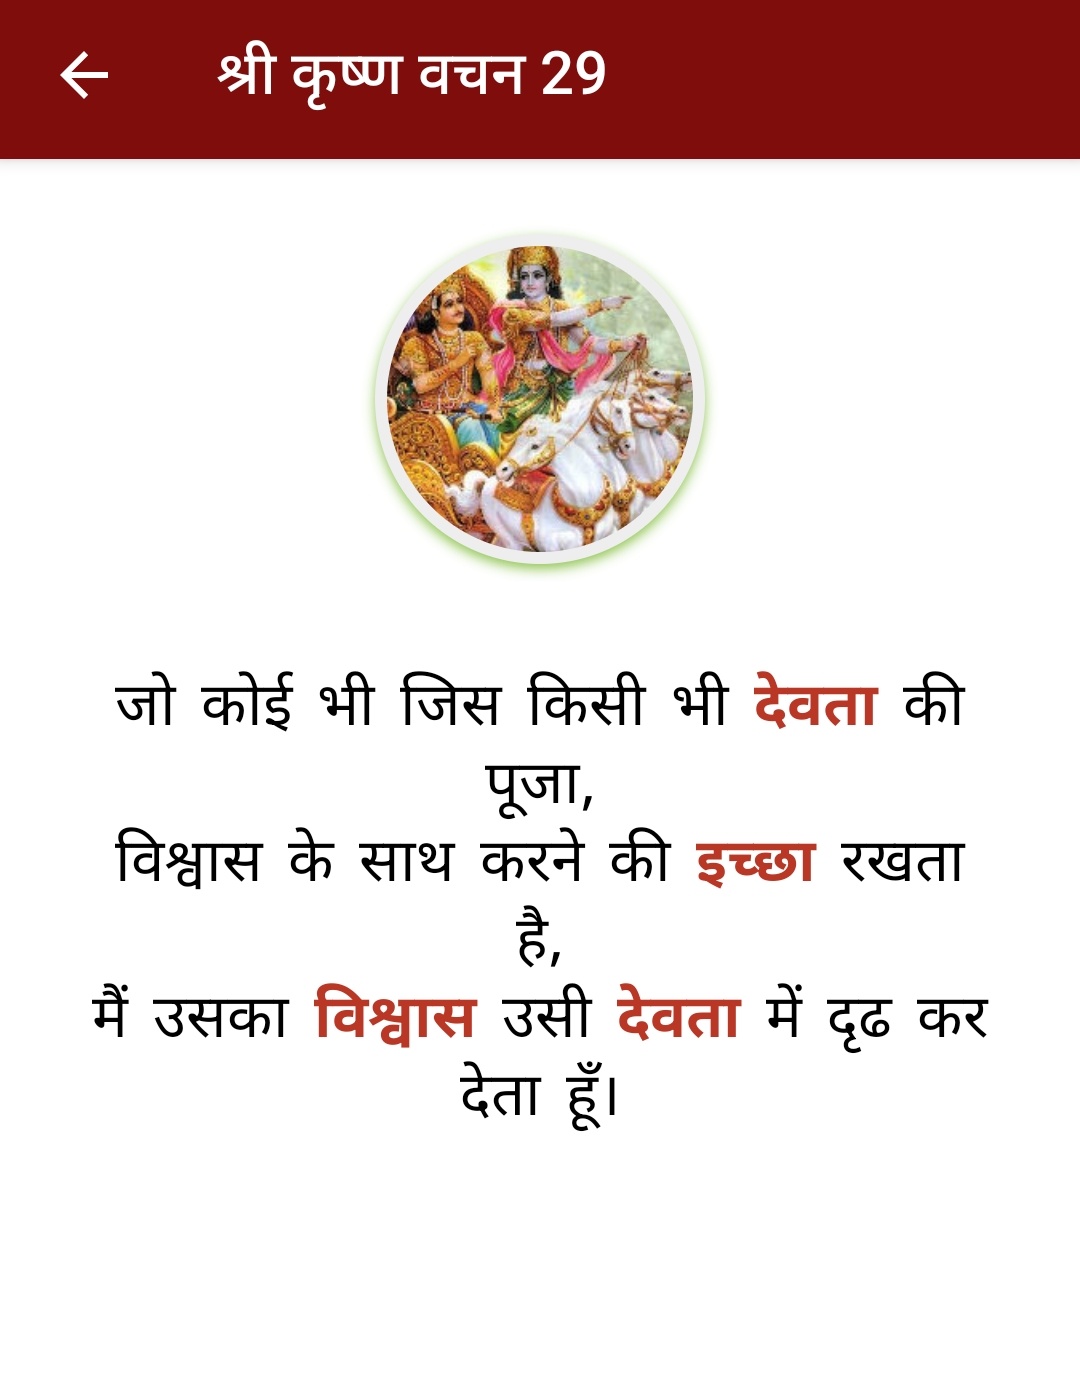 श्री कृष्ण वचन 29
जो कोई भी जिस किसी भी देवता की
पूजा,
विश्वास के साथ करने की इच्छा रखता
है,
मैं उसका विश्वास उसी देवता में दृढ कर
देता हूँ।